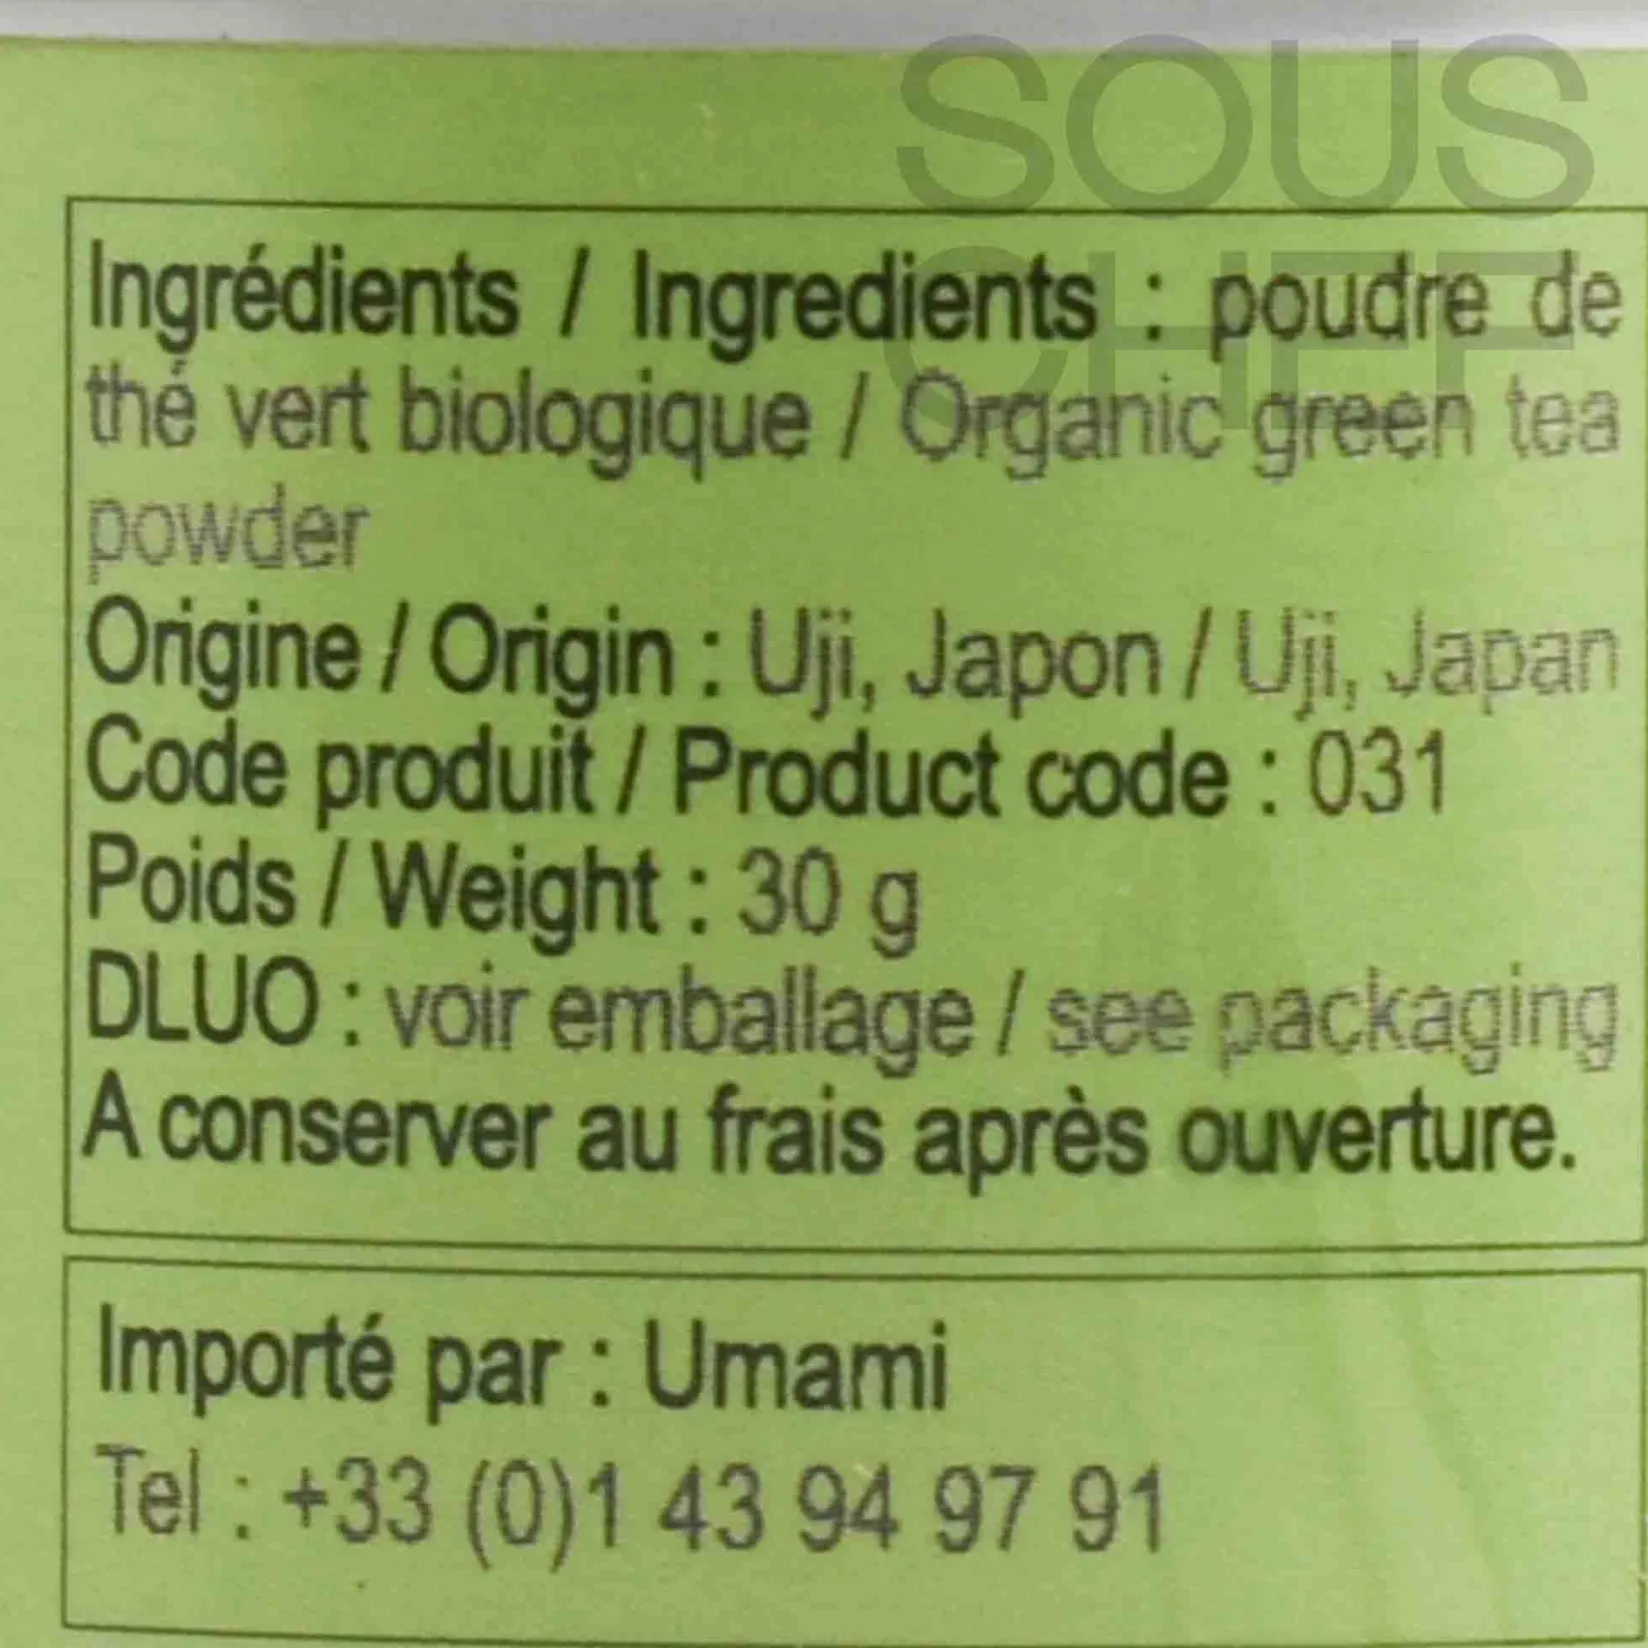 SOUS
CHEF
Ingrédients / Ingredients : poudre de
thé vert biologique / Organic green tea
powder
Origine / Origin : Uji, Japon / Uji, Japan
Code produit / Product code : 031
Poids / Weight : 30 g
DLUO : voir emballage / see packaging
A conserver au frais après ouverture.
Importé par : Umami
Tel : +33 (0)1 43 94 97 91